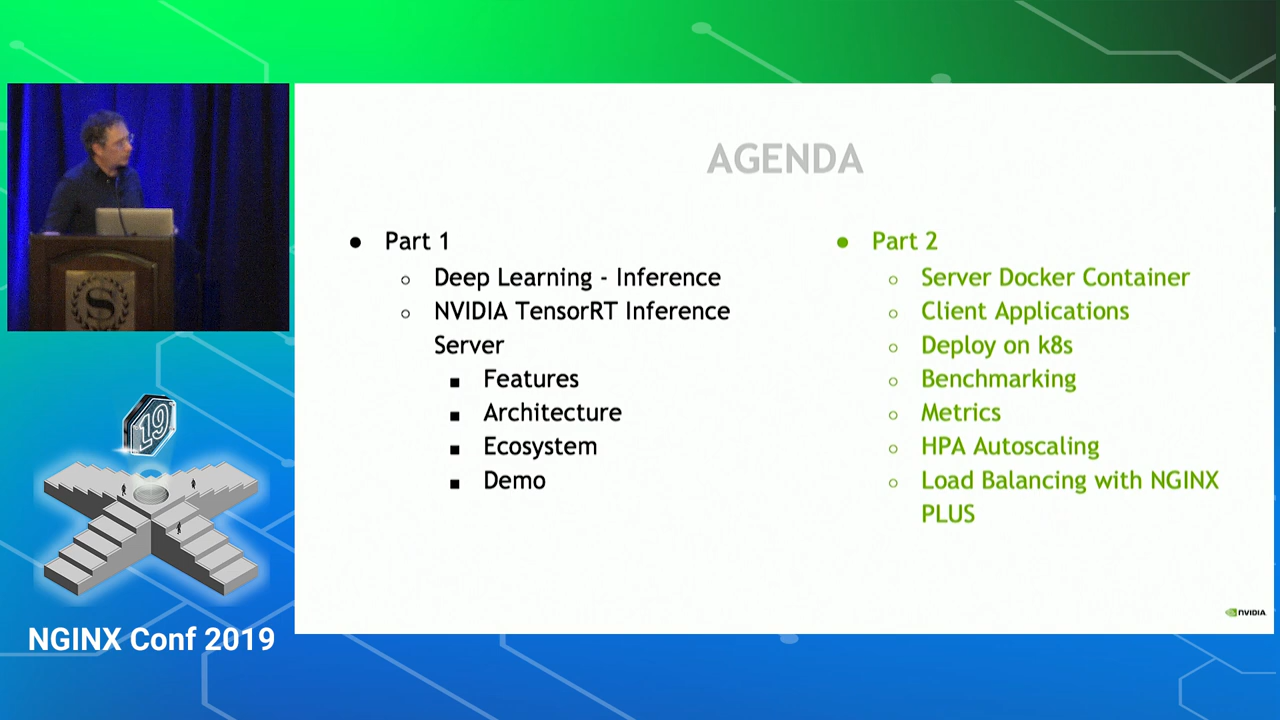 AGENDA
● Part 1
○ Deep Learning - Inference
○ NVIDIA TensorRT Inference
Server
■ Features
■ Architecture
■ Ecosystem
■ Demo
● Part 2
○ Server Docker Container
○ Client Applications
○ Deploy on k8s
○ Benchmarking
○ Metrics
○ HPA Autoscaling
○ Load Balancing with NGINX
PLUS
NVIDIA
S
19
NGINX Conf 2019